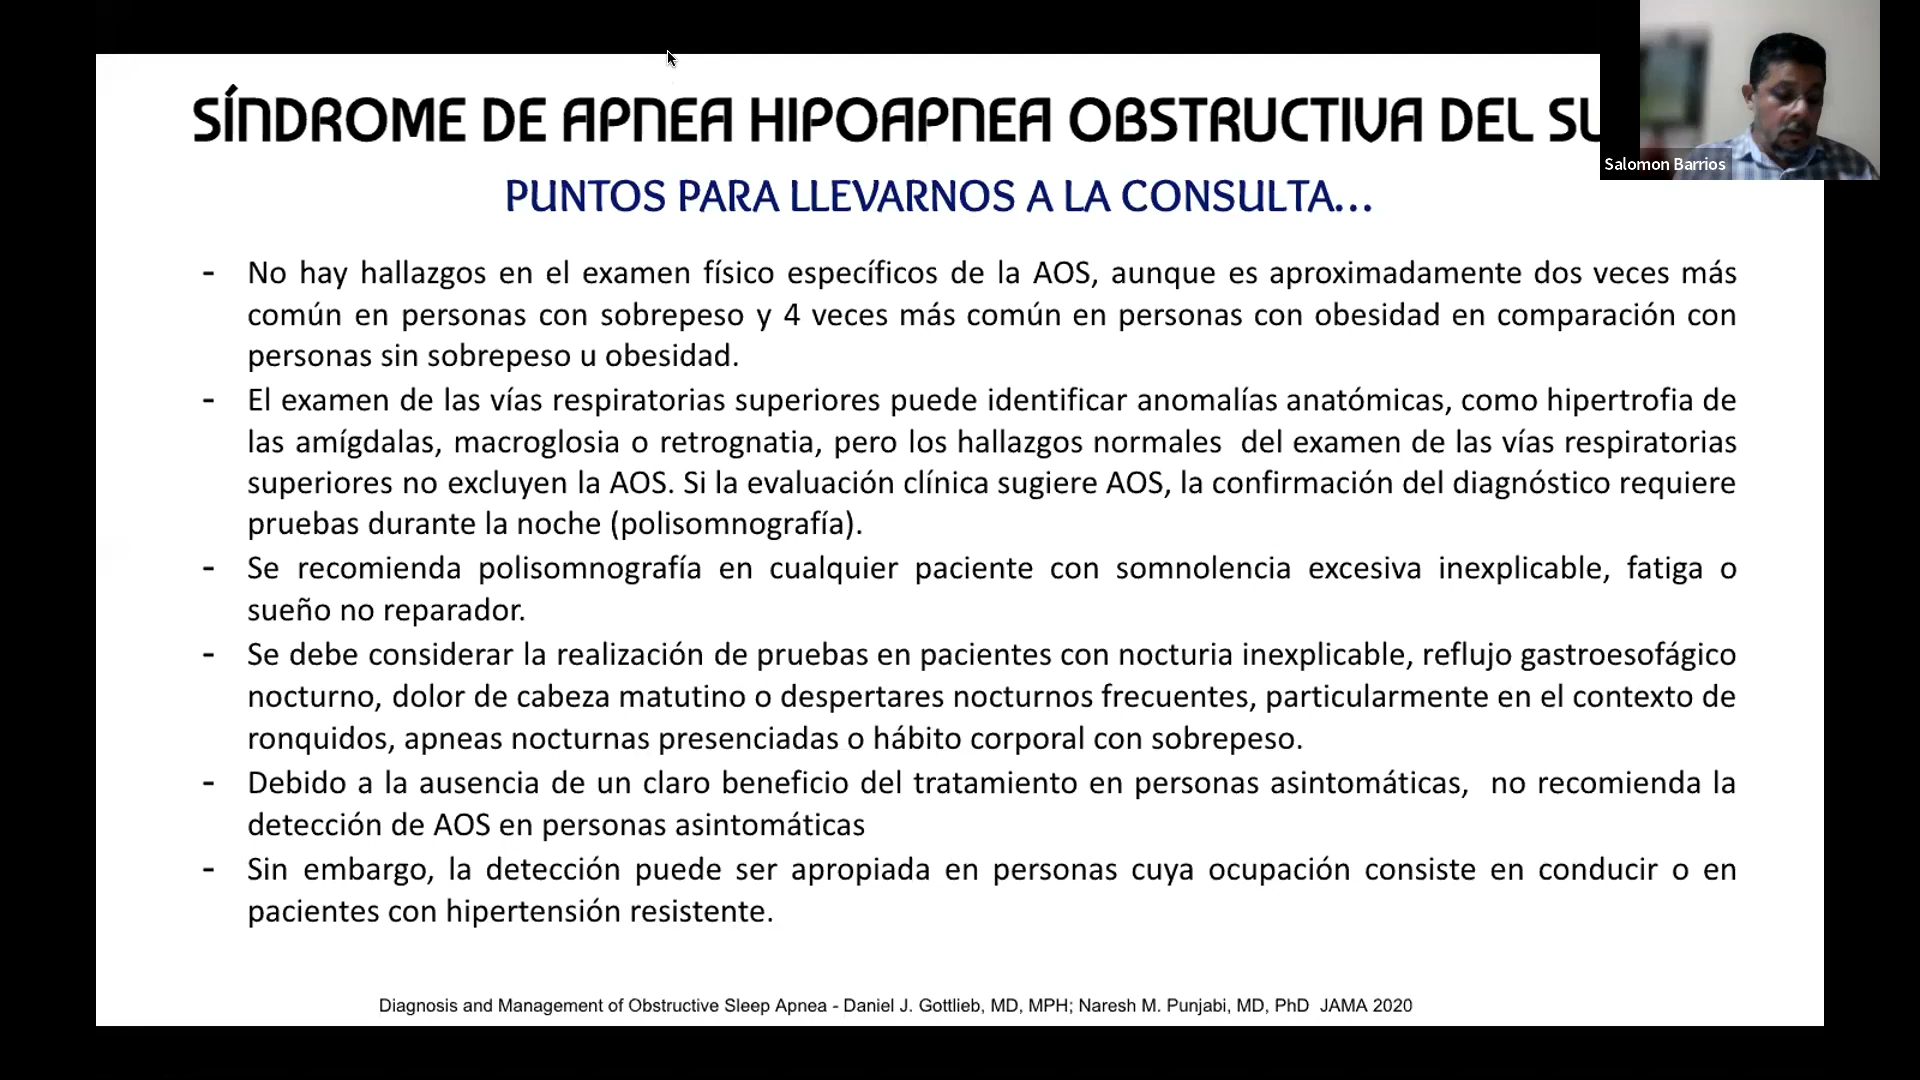 SÍNDROME DE APNEA HIPOAPNEA OBSTRUCTIVA DEL SU
Salomon Barrios
PUNTOS PARA LLEVARNOS A LA CONSULTA...
- No hay hallazgos en el examen físico específicos de la AOS, aunque es aproximadamente dos veces más
común en personas con sobrepeso y 4 veces más común en personas con obesidad en comparación con
personas sin sobrepeso u obesidad.
- El examen de las vías respiratorias superiores puede identificar anomalías anatómicas, como hipertrofia de
las amígdalas, macroglosia o retrognatia, pero los hallazgos normales  del examen de las vías respiratorias
superiores no excluyen la AOS. Si la evaluación clínica sugiere AOS, la confirmación del diagnóstico requiere
pruebas durante la noche (polisomnografía).
- Se recomienda polisomnografía en cualquier paciente con somnolencia excesiva inexplicable, fatiga o
sueño no reparador.
- Se debe considerar la realización de pruebas en pacientes con nocturia inexplicable, reflujo gastroesofágico
nocturno, dolor de cabeza matutino o despertares nocturnos frecuentes, particularmente en el contexto de
ronquidos, apneas nocturnas presenciadas o hábito corporal con sobrepeso.
- Debido a la ausencia de un claro beneficio del tratamiento en personas asintomáticas,  no recomienda la
detección de AOS en personas asintomáticas
- Sin embargo, la detección puede ser apropiada en personas cuya ocupación consiste en conducir o en
pacientes con hipertensión resistente.
Diagnosis and Management of Obstructive Sleep Apnea - Daniel J. Gottlieb, MD, MPH; Naresh M. Punjabi, MD, PhD  JAMA 2020